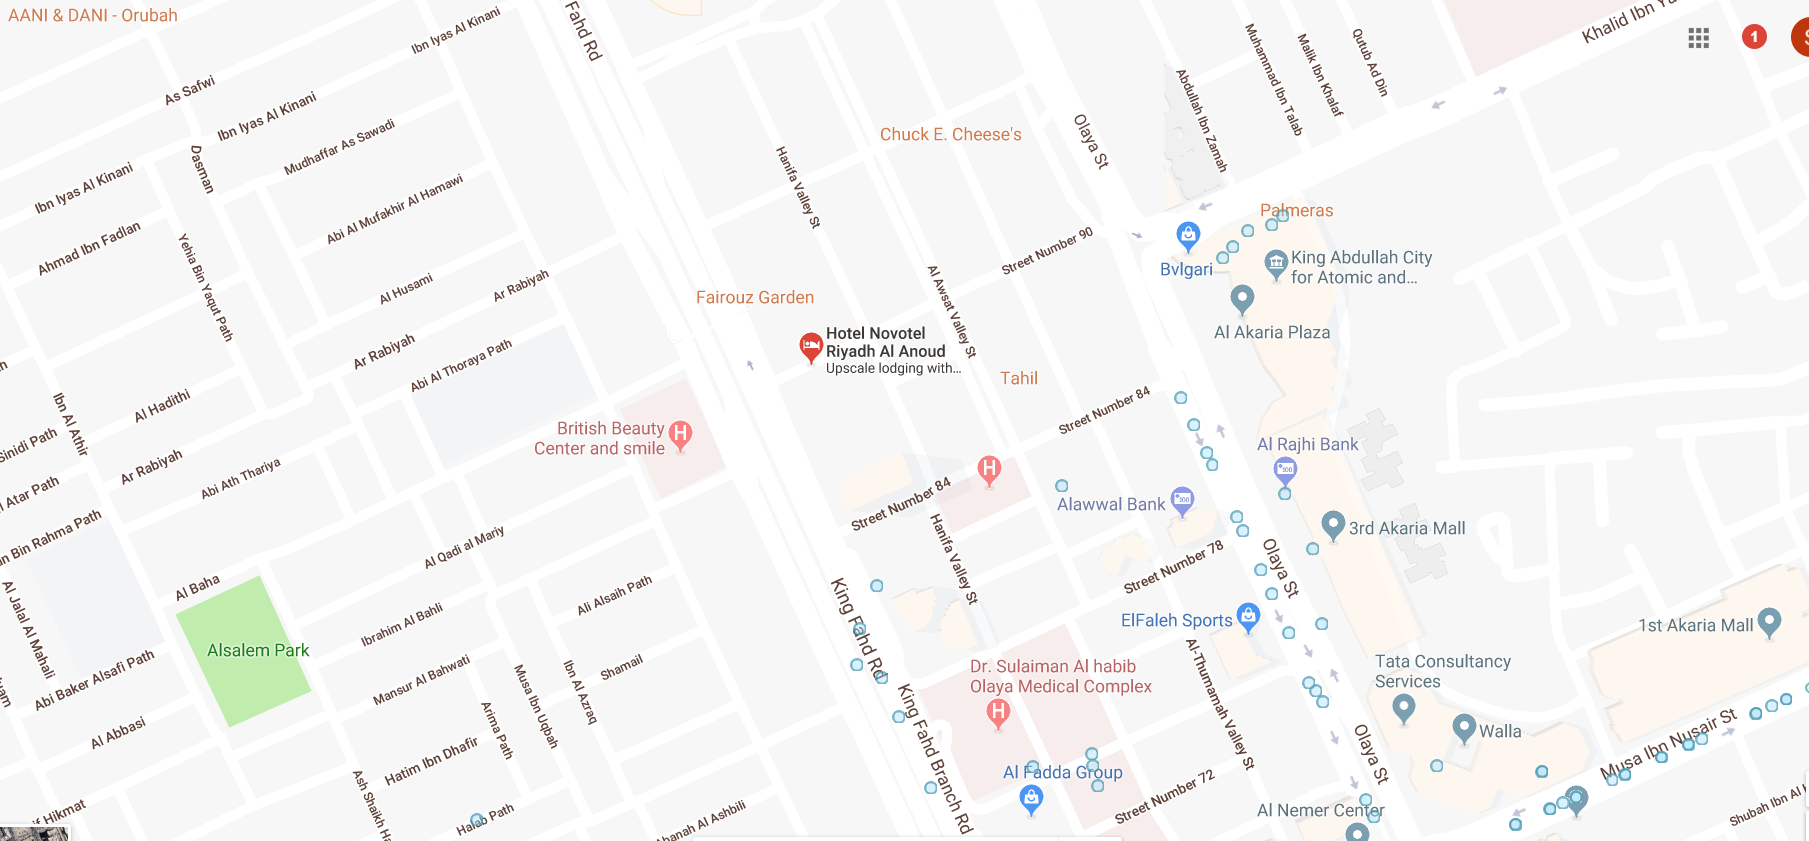 AANI & DANI - Orubah
Fahd Rd
Ibn Iyas Al Kinani
Khalid Ibn
1
As Safwi
Ibn Iyas Al Kinani
Mudhaffar As Sawadi
Dasman
Ibn Iyas Al Kinani
Abi Al Mufakhir Al Hamawi
Ahmad Ibn Fadlan
Yehia Bin Yaqut Path
Al Husami
Ar Rabiyah
Hanifa Valley St
Chuck E. Cheese's
Olaya St
Abdullah Ibn Zamah
Muhammad Ibn Talab
Malik Ibn Khalaf
Qutub Ad Din
Palmeras
Street Number 90
Bvlgari
King Abdullah City
for Atomic and...
Al Akaria Plaza
Al Awsat Valley St
Fairouz Garden
Hotel Novotel
Riyadh Al Anoud
Upscale lodging with...
Tahil
Ar Rabiyah
Abi Al Thoraya Path
Al Hadithi
Ibn Al Athir
Sinidi Path
Ar Rabiyah
Abi Ath Thariya
Atar Path
Bin Rahma Path
British Beauty
Center and smile
H
H
Street Number 84
Street Number 84
Al Rajhi Bank
Alawwal Bank
3rd Akaria Mall
Hanifa Valley St
Street Number 78
Olaya St
Al Qadi al Mariy
Al Baha
Al Jalal Al Mahali
Ali Alsaih Path
Ibrahim Al Bahli
Alsalem Park
King Fahd Rd
ElFaleh Sports
1st Akaria Mall
Abi Baker Alsafi Path
Mansur Al Bahwati
Shamail
Musa Ibn Uqbah
Ibn Al Azraq
Dr. Sulaiman Al habib
Olaya Medical Complex
H
Al-Thumamah Valley St
Tata Consultancy
Services
Walla
Al Abbasi
Arima Path
Hatim Ibn Dhafir
King Fahd Branch Rd
Al Fadda Group
Street Number 72
Olaya St
Musa Ibn Nusair St
Al Nemer Center
Ash Shaikh
Halab Path
Hikmat
Al Ashbili
Shubah Ibn Al